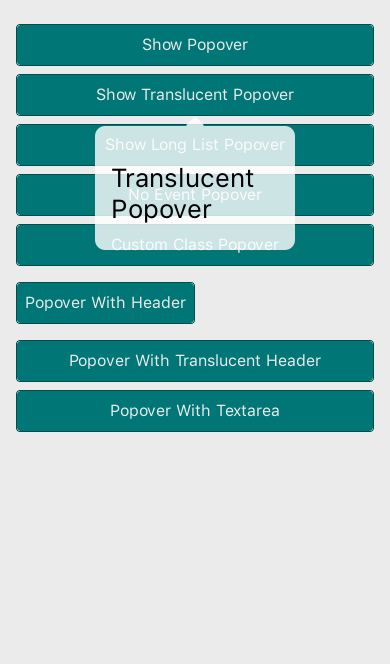 Show Popover
Show Translucent Popover
Show Long List Popover
Translucent
No Event Popover
Popover
Custom Class Popover
Popover With Header
Popover With Translucent Header
Popover With Textarea